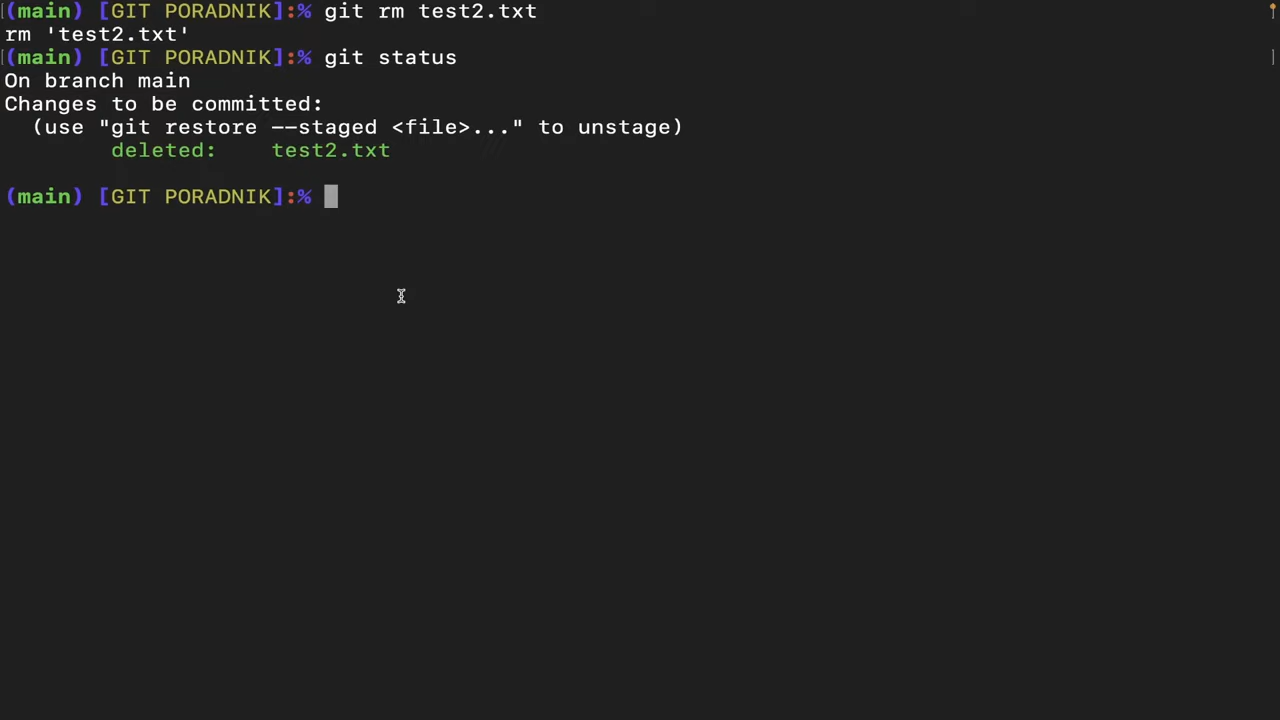 (main) [GIT PORADNIK]:% git rm test2.txt
rm 'test2.txt'
(main) [GIT PORADNIK]:% git status
On branch main
Changes to be committed:
  (use "git restore --staged <file>..." to unstage)
        deleted:    test2.txt
(main) [GIT PORADNIK]:%